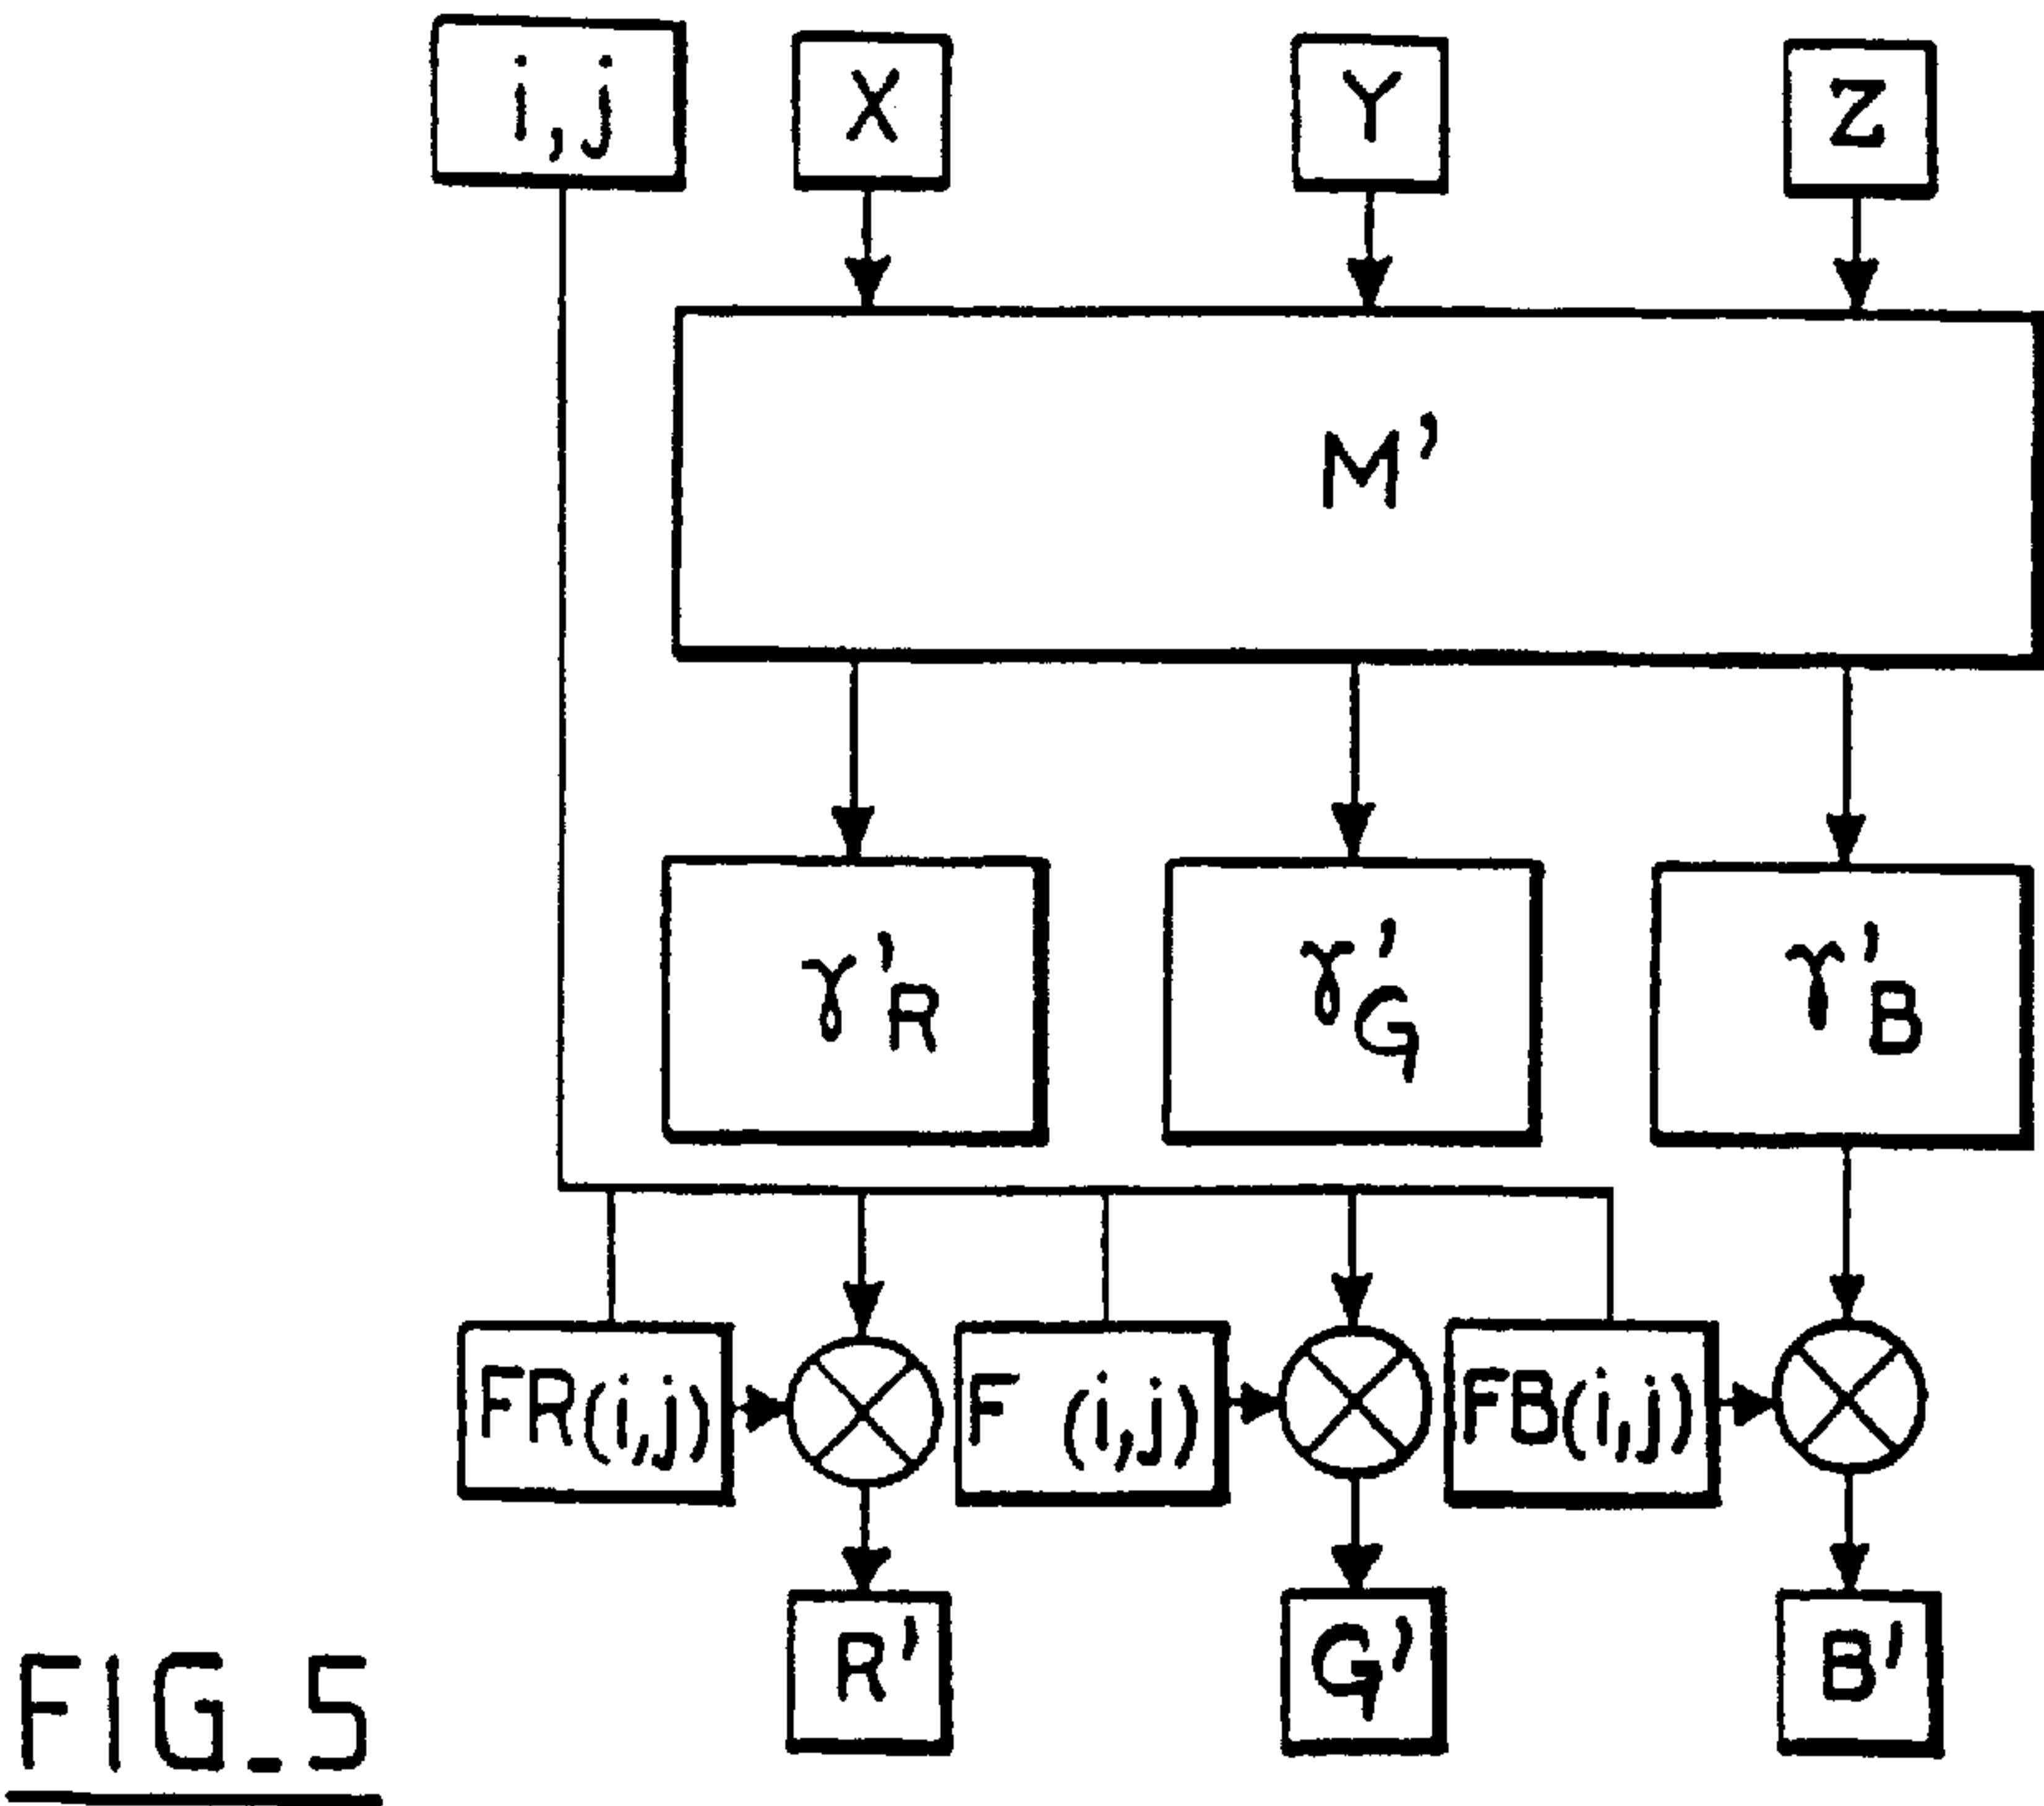 i,j
X
Y
Z
M'
γ'R
γ'G
γ'B
FR(i,j)
F (i,j)
FB(i,j)
R'
G'
B'
FIG_5